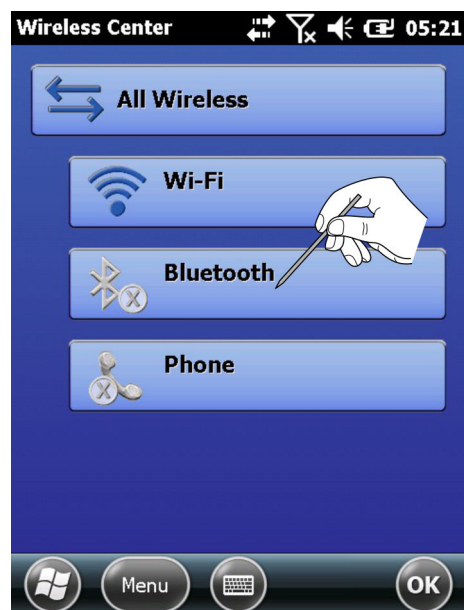 Wireless Center 05:21
All Wireless
Wi-Fi
Bluetooth
X
Phone
X
Menu OK